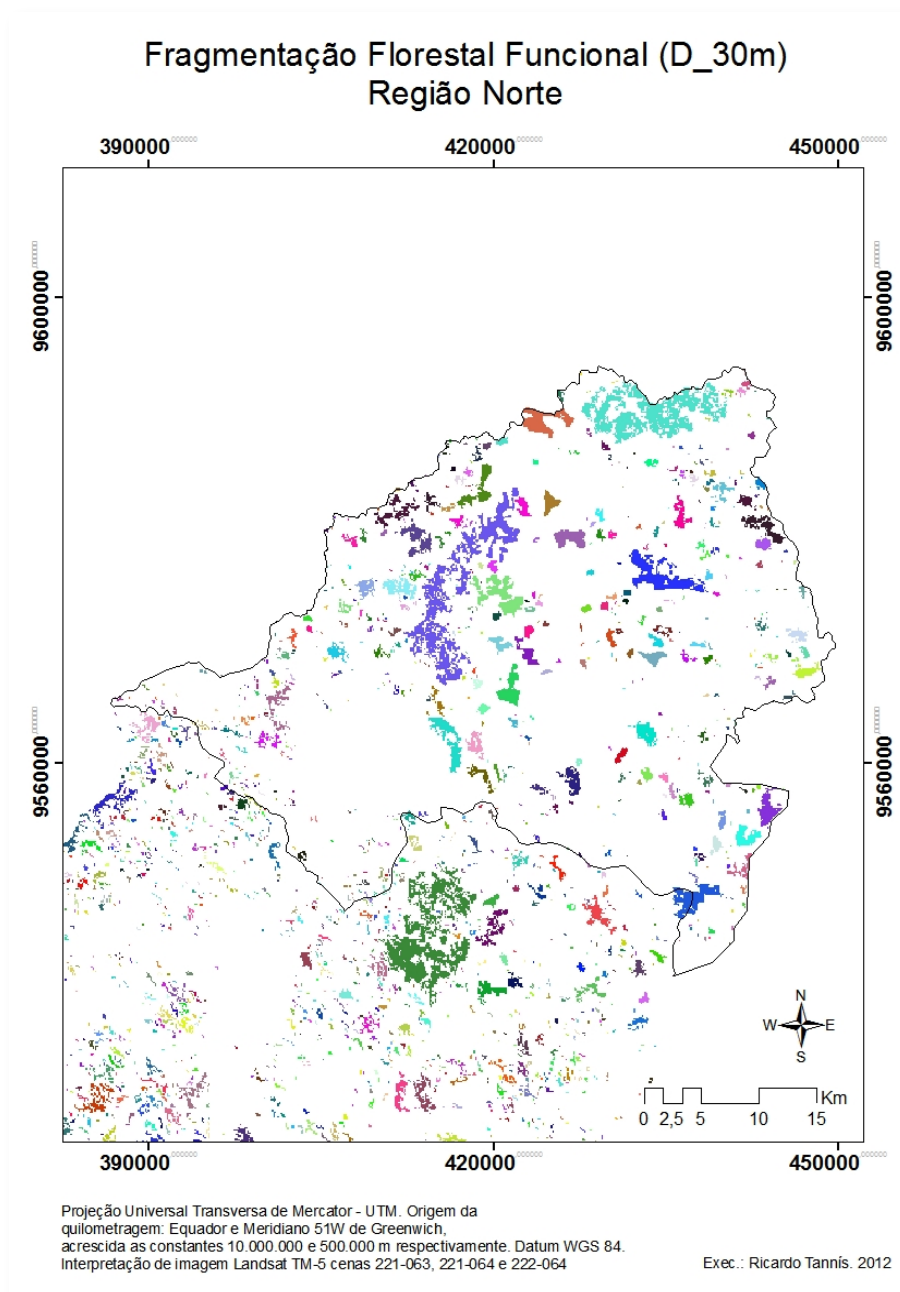 Fragmentação Florestal Funcional (D_30m)
Região Norte
390000 420000 450000
9600000 9600000
9560000 9560000
N
W E
S
Km
0 2,5 5 10 15
390000 420000 450000
Projeção Universal Transversa de Mercator - UTM. Origem da
quilometragem: Equador e Meridiano 51W de Greenwich,
acrescida as constantes 10.000.000 e 500.000 m respectivamente. Datum WGS 84.
Interpretação de imagem Landsat TM-5 cenas 221-063, 221-064 e 222-064
Exec.: Ricardo Tannís. 2012